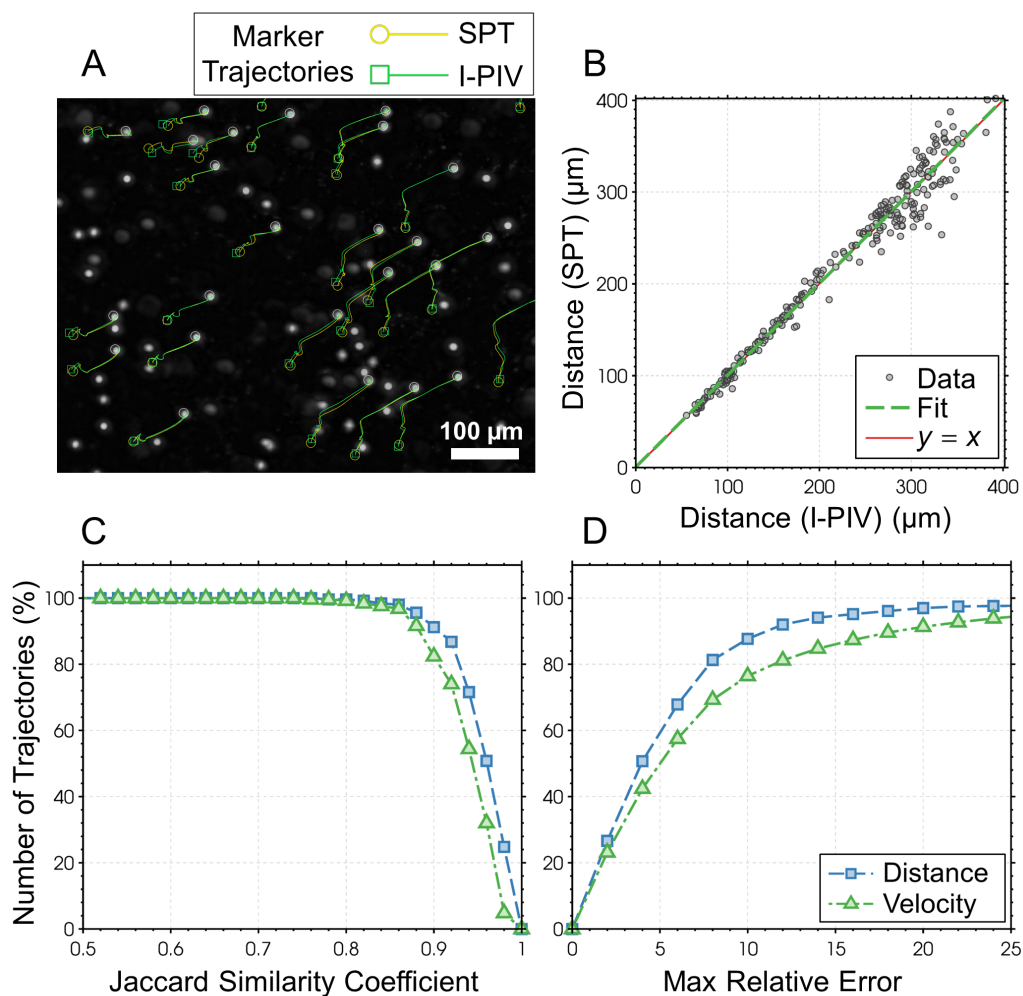 Marker
Trajectories
SPT
I-PIV
A
100 µm
B
400
300
200
100
0
Distance (SPT) (µm)
0 100 200 300 400
Distance (I-PIV) (µm)
Data
Fit
y = x
C
100
80
60
40
20
0
Number of Trajectories (%)
0.5 0.6 0.7 0.8 0.9 1
Jaccard Similarity Coefficient
D
100
80
60
40
20
0
0 5 10 15 20 25
Max Relative Error
Distance
Velocity